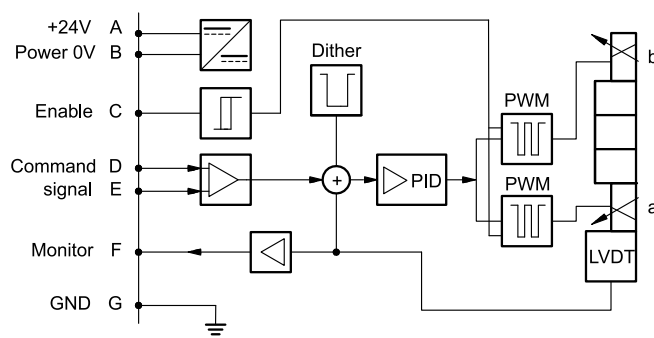 +24V A
Power 0V B
Enable C
Command D
signal E
Monitor F
GND G
Dither
PID
PWM
PWM
b
a
LVDT